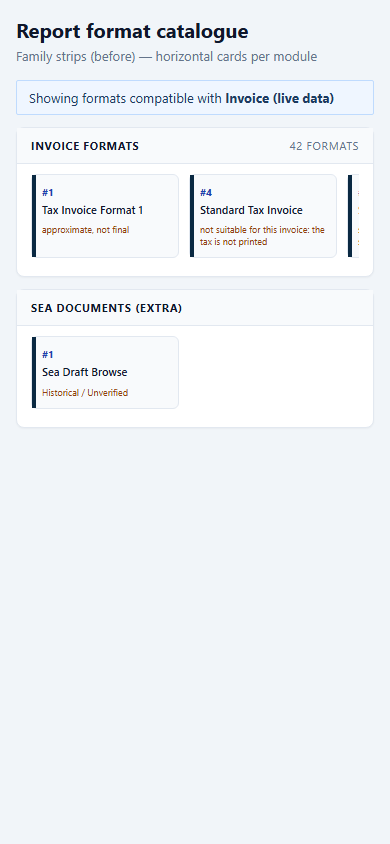 Report format catalogue
Family strips (before) — horizontal cards per module
Showing formats compatible with Invoice (live data)
INVOICE FORMATS
42 FORMATS
#1
Tax Invoice Format 1
approximate, not final
#4
Standard Tax Invoice
not suitable for this invoice: the
tax is not printed
SEA DOCUMENTS (EXTRA)
#1
Sea Draft Browse
Historical / Unverified